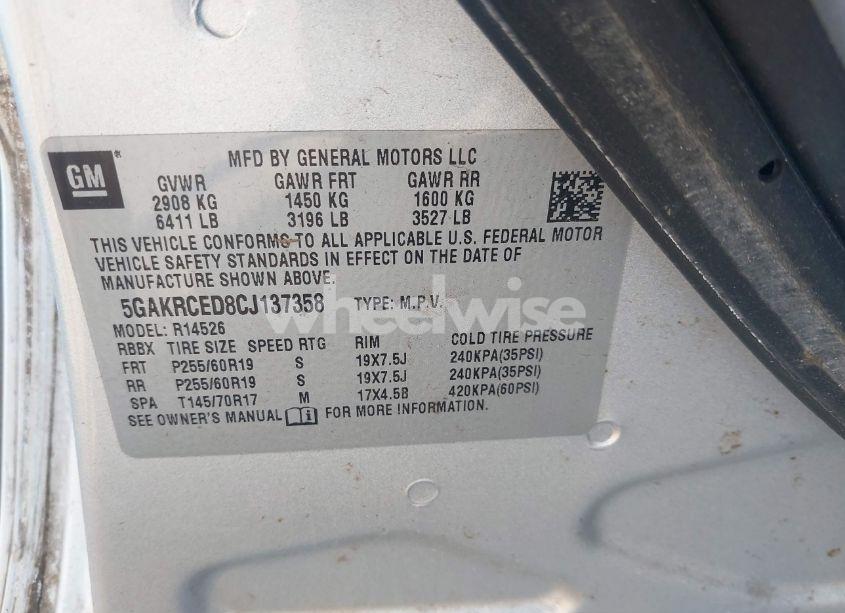 GM
MFD BY GENERAL MOTORS LLC
GVWR GAWR FRT GAWR RR
2908 KG 1450 KG 1600 KG
6411 LB 3196 LB 3527 LB
THIS VEHICLE CONFORMS TO ALL APPLICABLE U.S. FEDERAL MOTOR
VEHICLE SAFETY STANDARDS IN EFFECT ON THE DATE OF
MANUFACTURE SHOWN ABOVE.
5GAKRCED8CJ137358 TYPE: M.P.V.
wheelwise
MODEL: R14526
RBBX TIRE SIZE SPEED RTG RIM COLD TIRE PRESSURE
FRT P255/60R19 S 19X7.5J 240KPA(35PSI)
RR P255/60R19 S 19X7.5J 240KPA(35PSI)
SPA T145/70R17 M 17X4.5B 420KPA(60PSI)
SEE OWNER'S MANUAL FOR MORE INFORMATION.